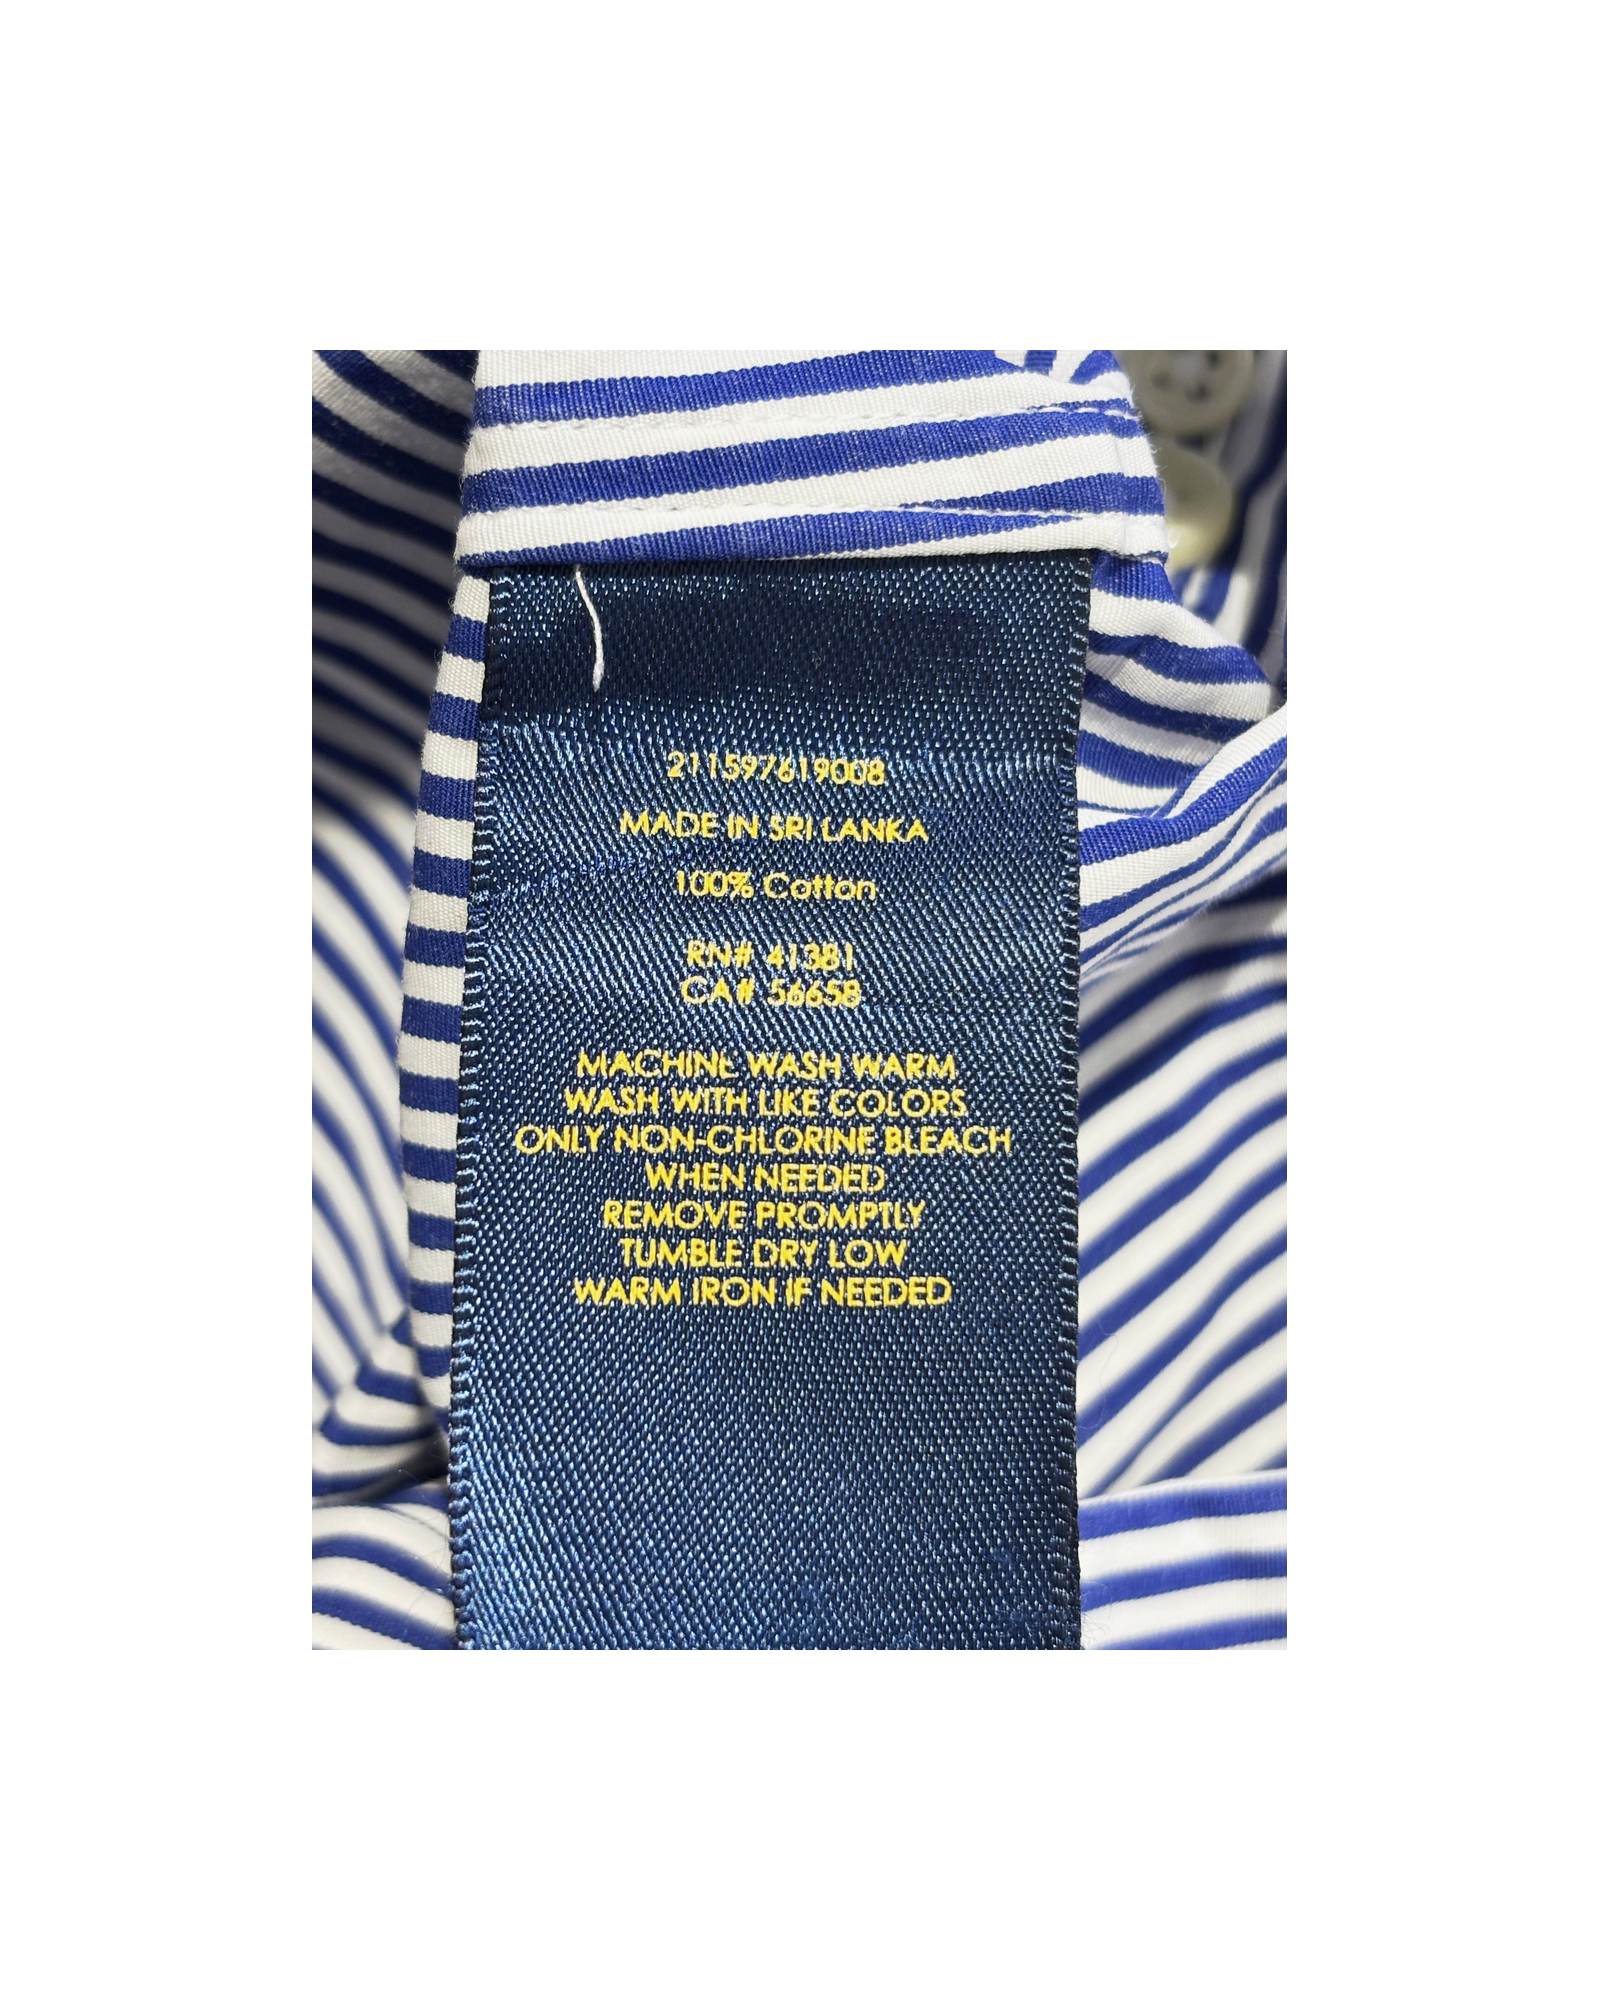 211597619008
MADE IN SRI LANKA
100% Cotton
RN# 41381
CA# 56658
MACHINE WASH WARM
WASH WITH LIKE COLORS
ONLY NON-CHLORINE BLEACH
WHEN NEEDED
REMOVE PROMPTLY
TUMBLE DRY LOW
WARM IRON IF NEEDED